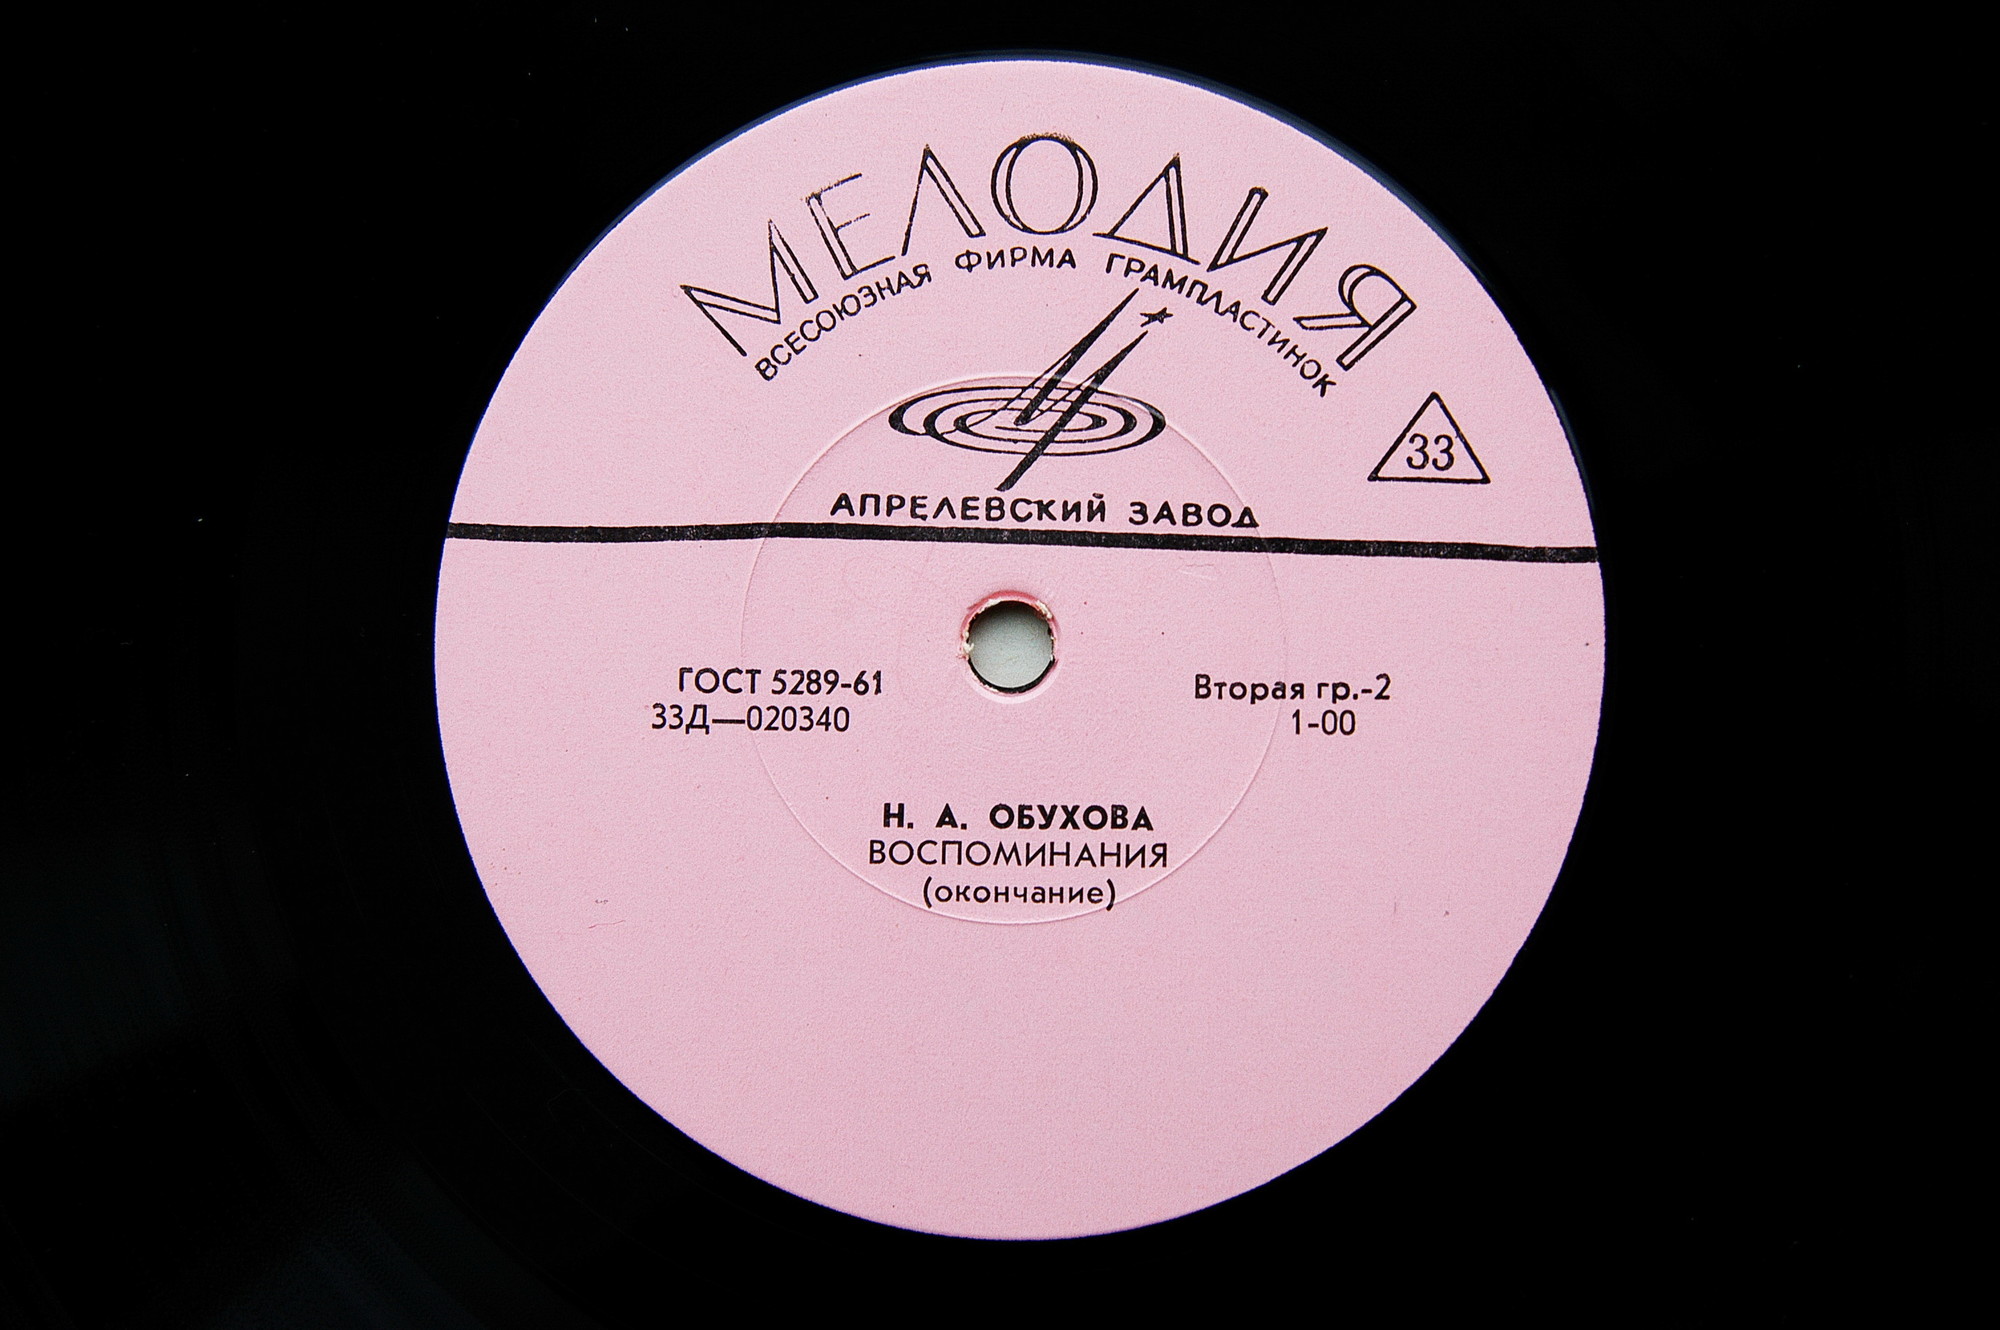 МЕЛОДИЯ
ВСЕСОЮЗНАЯ ФИРМА ГРАМПЛАСТИНОК
33
АПРЕЛЕВСКИЙ ЗАВОД
ГОСТ 5289-61
33Д—020340
Вторая гр.-2
1-00
Н. А. ОБУХОВА
ВОСПОМИНАНИЯ
(окончание)